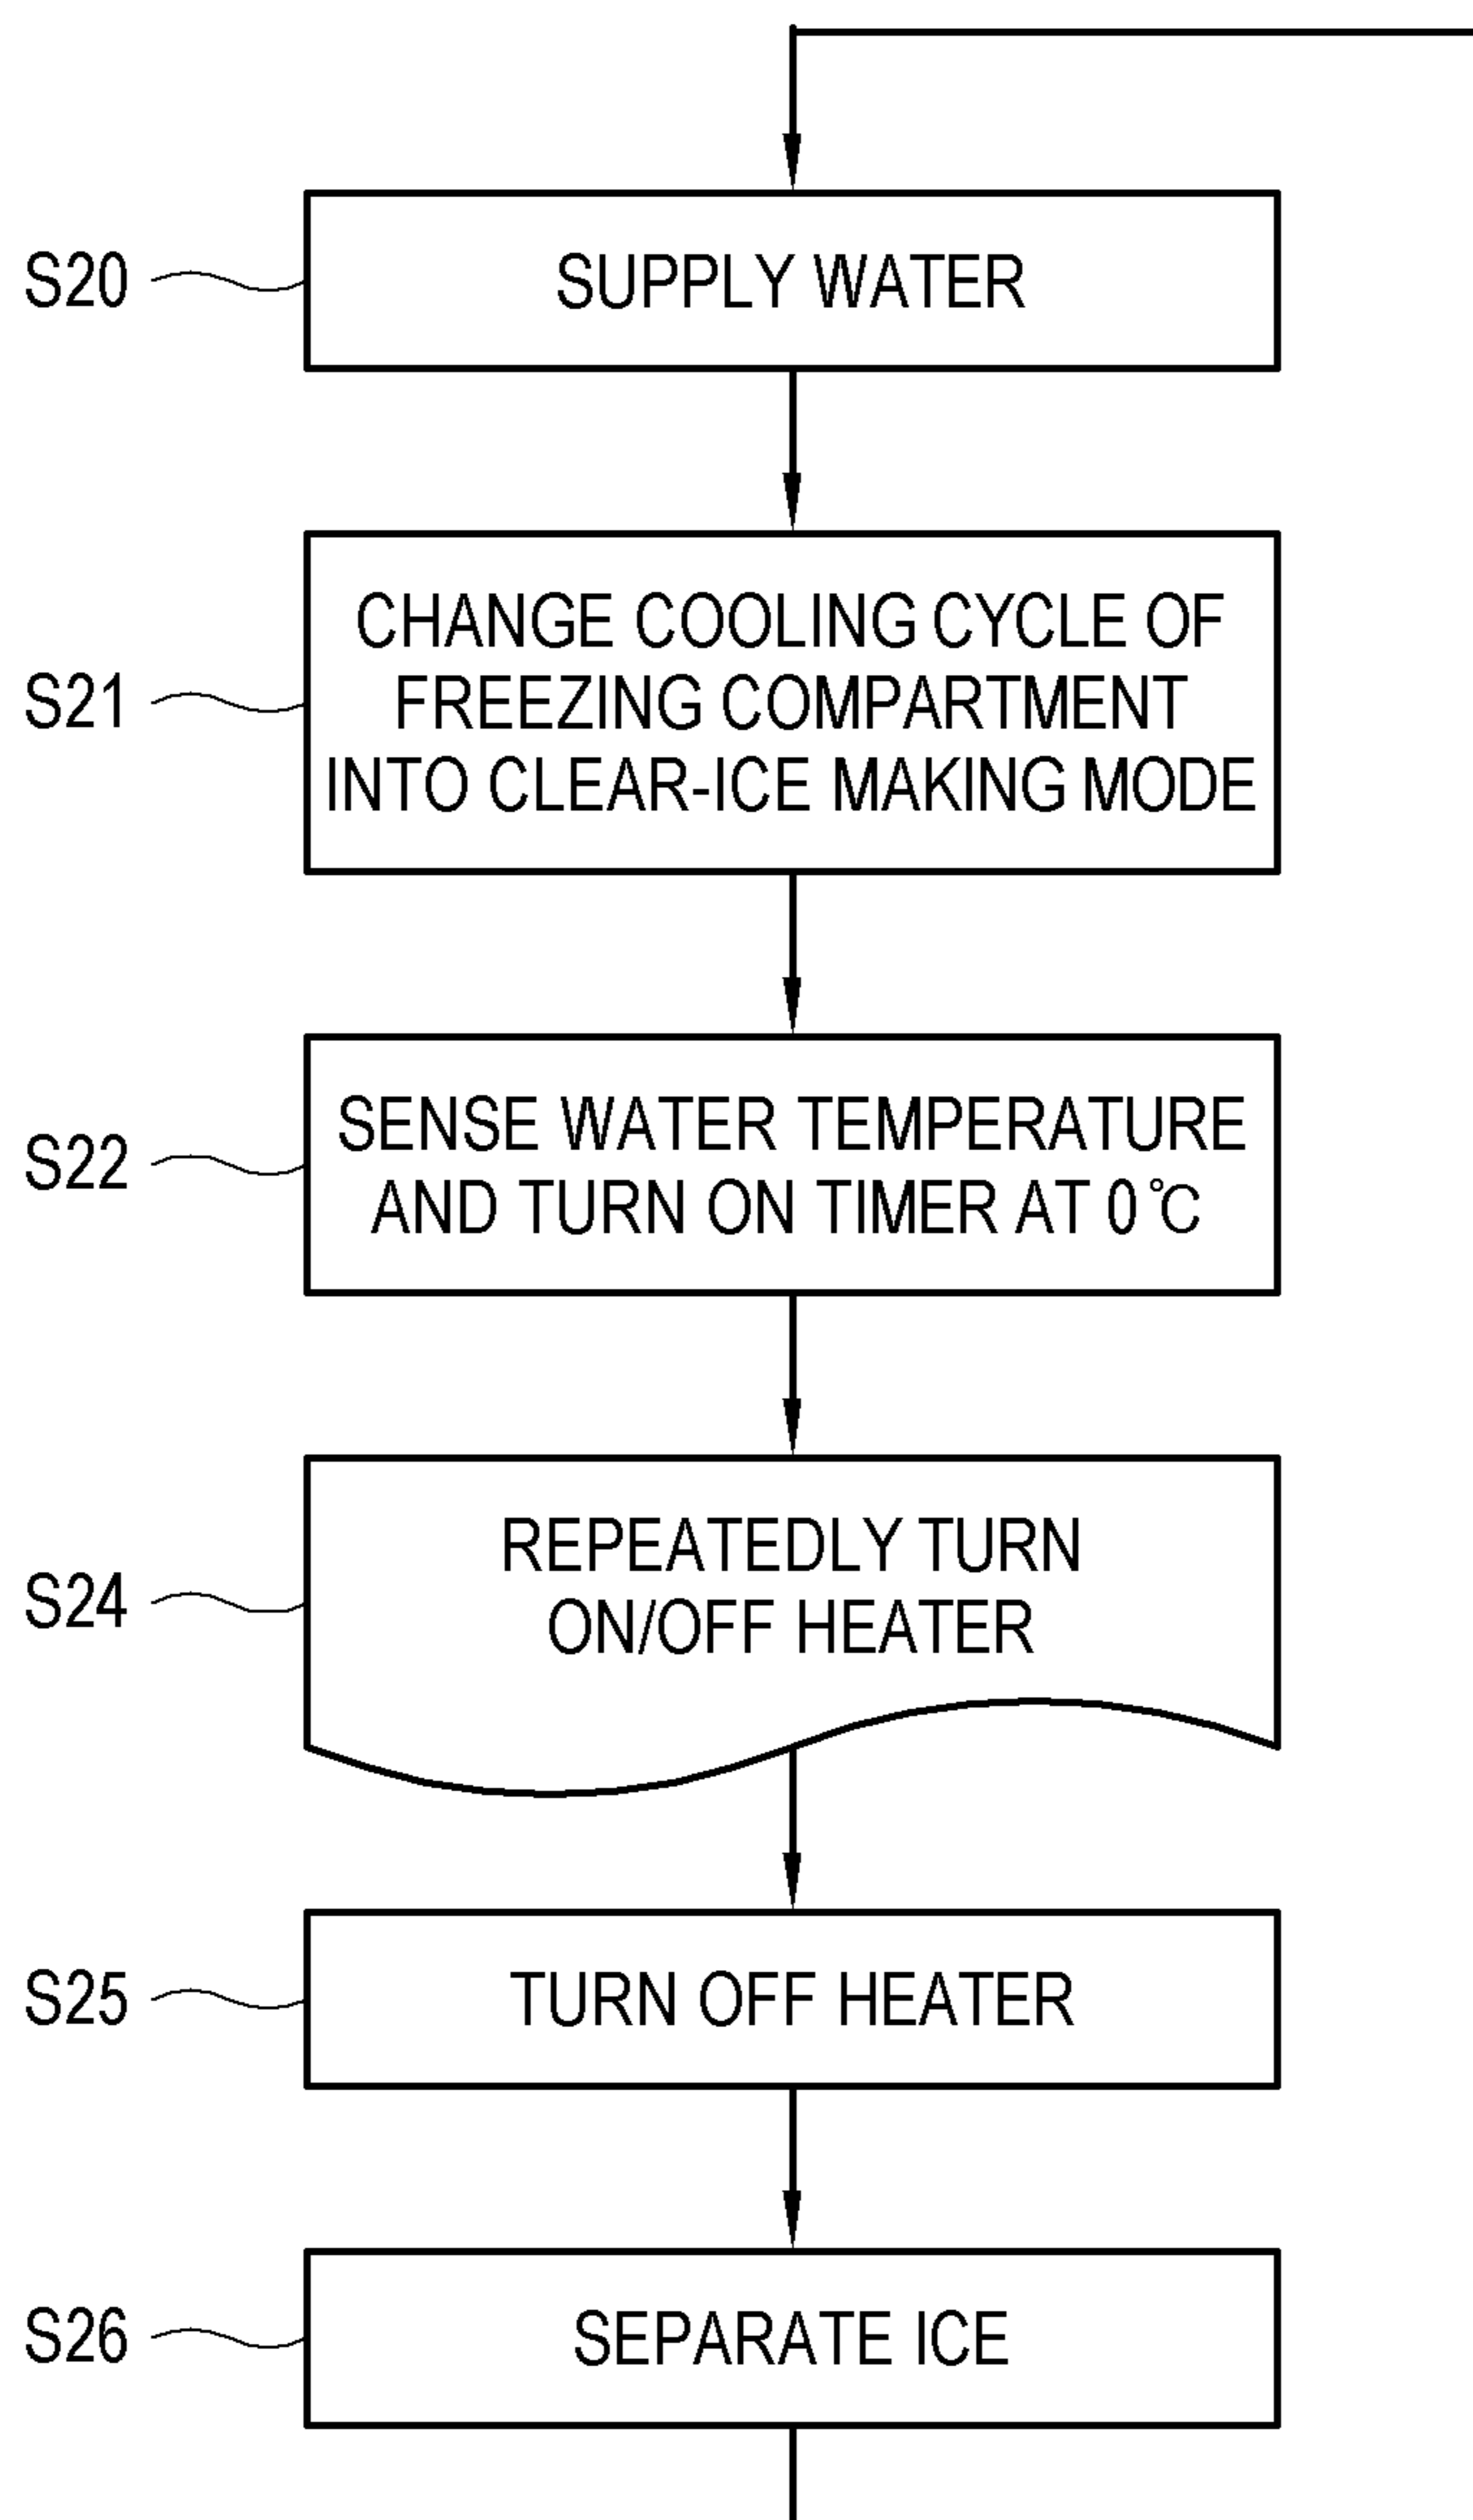 S20
SUPPLY WATER
S21
CHANGE COOLING CYCLE OF
FREEZING COMPARTMENT
INTO CLEAR-ICE MAKING MODE
S22
SENSE WATER TEMPERATURE
AND TURN ON TIMER AT 0°C
S24
REPEATEDLY TURN
ON/OFF HEATER
S25
TURN OFF HEATER
S26
SEPARATE ICE